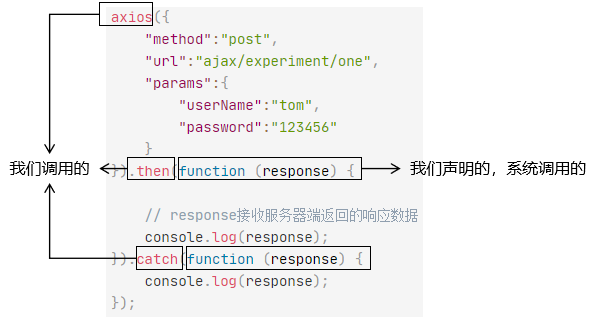 axios({
"method":"post",
"url":"ajax/experiment/one",
"params":{
"userName":"tom",
"password":"123456"
}
我们调用的 }).then(function (response) { 我们声明的，系统调用的
// response接收服务器端返回的响应数据
console.log(response);
}).catch(function (response) {
console.log(response);
});